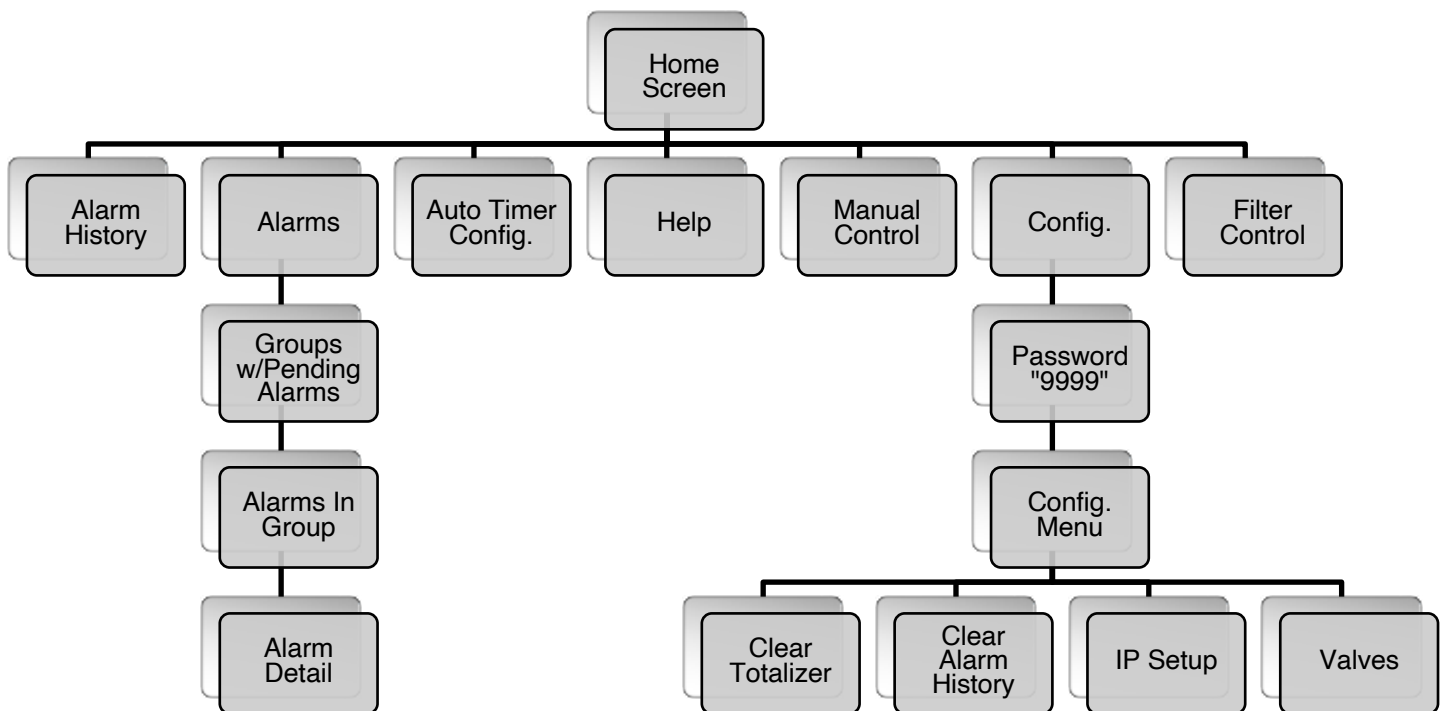 Home
Screen
Alarm
History
Alarms
Auto Timer
Config.
Help
Manual
Control
Config.
Filter
Control
Groups
w/Pending
Alarms
Password
"9999"
Alarms In
Group
Config.
Menu
Alarm
Detail
Clear
Totalizer
Clear
Alarm
History
IP Setup
Valves